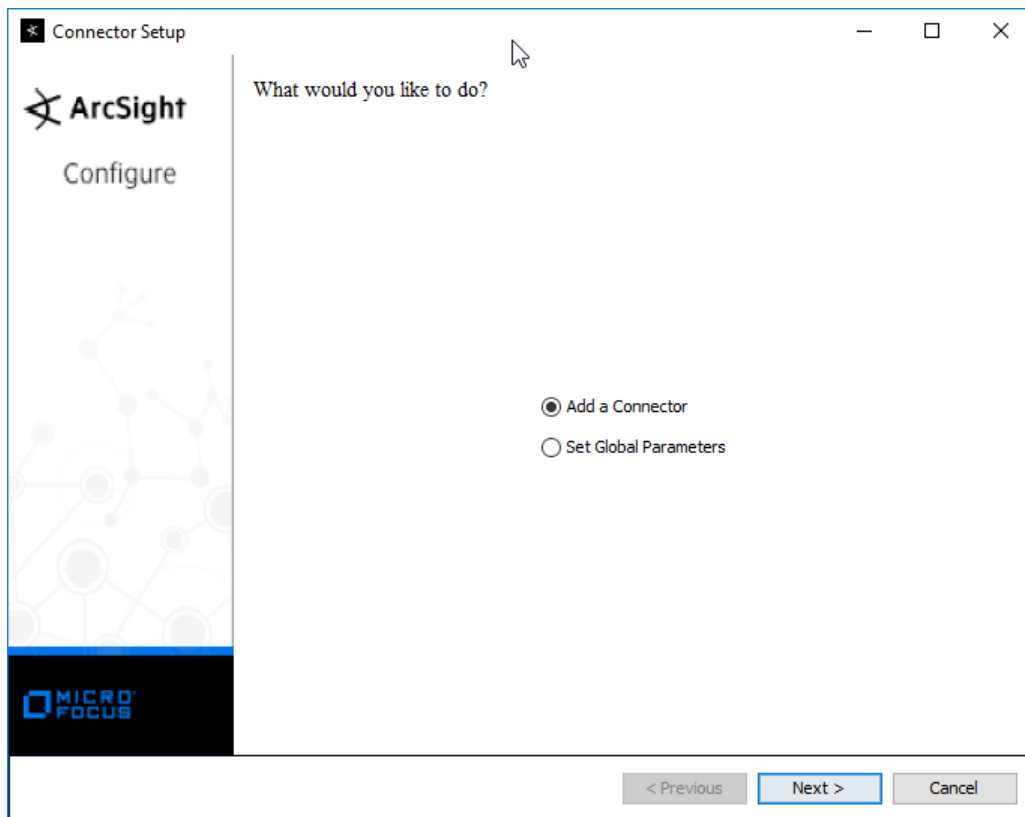 Connector Setup
ArcSight
Configure
What would you like to do?
Add a Connector
Set Global Parameters
MICRO
FOCUS
< Previous
Next >
Cancel